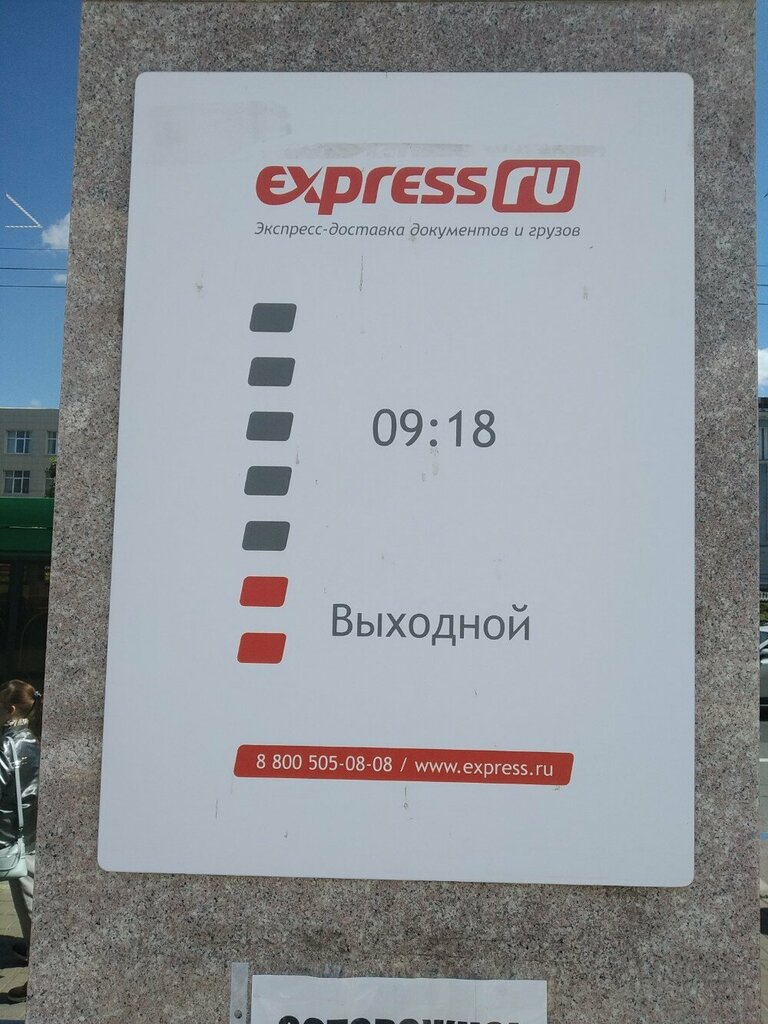 express ru
Экспресс-доставка документов и грузов
09:18
Выходной
8 800 505-08-08 / www.express.ru